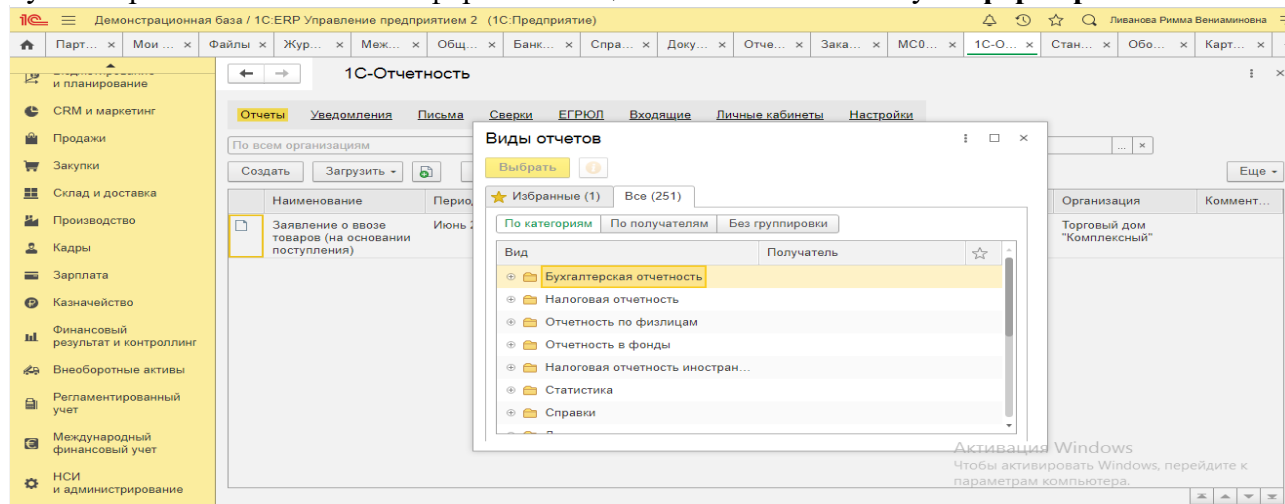 Демонстрационная база / 1С:ERP Управление предприятием 2 (1С:Предприятие)
Ливанова Римма Вениаминовна
Парт... × Мои ... × Файлы × Жур... × Меж... × Общ... × Банк... × Спра... × Доку... × Отче... × Зака... × МС0... × 1С-О... × Стан... × Обо... × Карт... ×
и планирование
CRM и маркетинг
Продажи
Закупки
Склад и доставка
Производство
Кадры
Зарплата
Казначейство
Финансовый
результат и контроллинг
Внеоборотные активы
Регламентированный
учет
Международный
финансовый учет
НСИ
и администрирование
1С-Отчетность
Отчеты Уведомления Письма Сверки ЕГРЮЛ Входящие Личные кабинеты Настройки
По всем организациям
Создать Загрузить
Еще
Наименование
Организация Коммент...
Заявление о ввозе
товаров (на основании
поступления)
Июнь
Торговый дом
"Комплексный"
Виды отчетов
Выбрать
Избранные (1) Все (251)
По категориям По получателям Без группировки
Вид Получатель
Бухгалтерская отчетность
Налоговая отчетность
Отчетность по физлицам
Отчетность в фонды
Налоговая отчетность иностран...
Статистика
Справки
Активация Windows
Чтобы активировать Windows, перейдите к
параметрам компьютера.